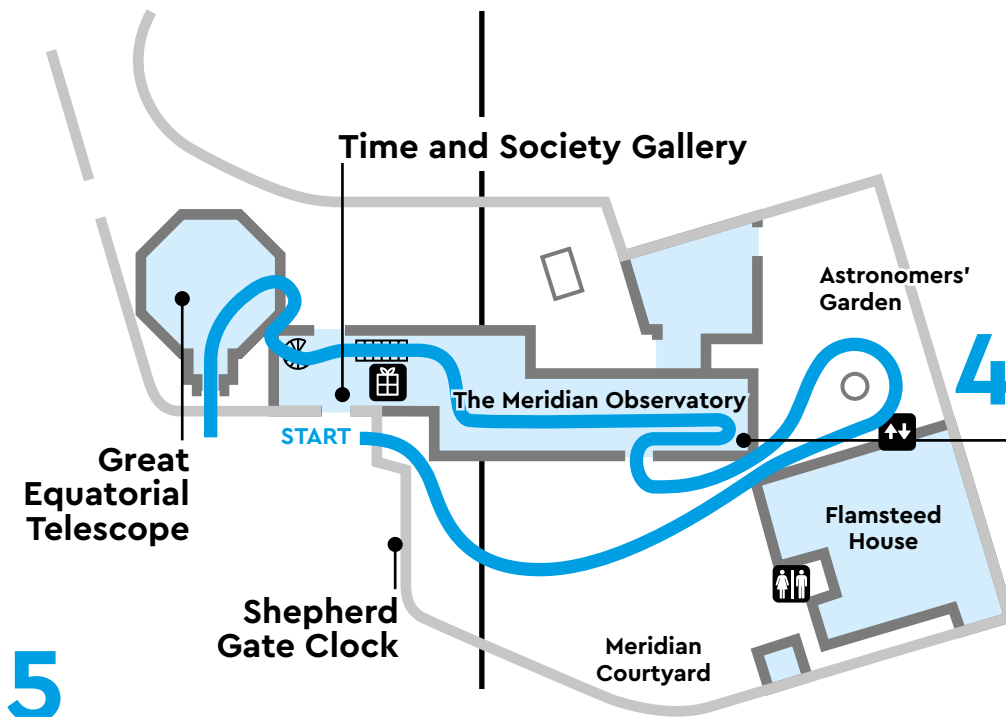 Time and Society Gallery
Astronomers'
Garden
4
The Meridian Observatory
START
Great
Equatorial
Telescope
Flamsteed
House
Shepherd
Gate Clock
Meridian
Courtyard
5